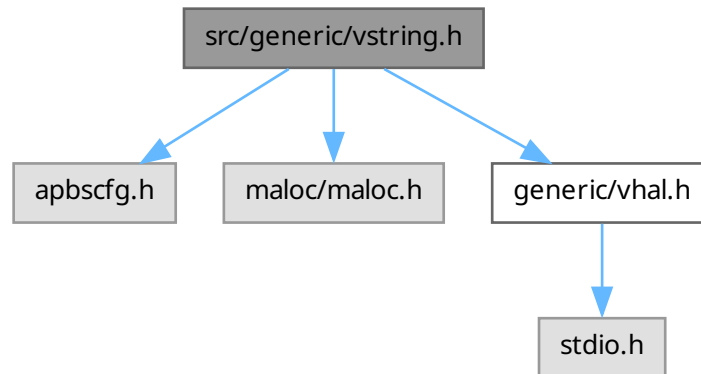 src/generic/vstring.h
apbscfg.h
maloc/maloc.h
generic/vhal.h
stdio.h